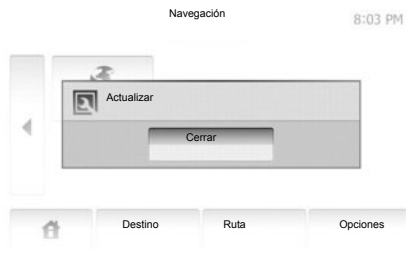 Navegación
8:03 PM
Actualizar
Cerrar
Destino Ruta Opciones